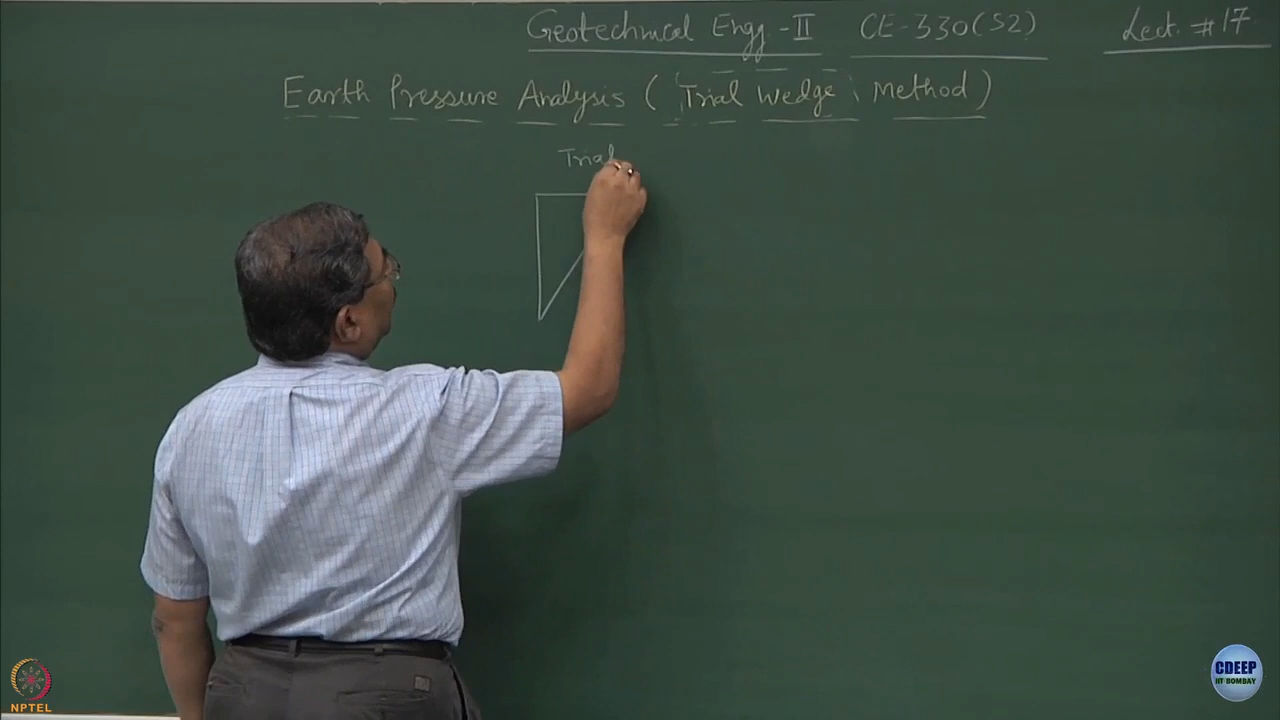 Geotechnical Engg.-II CE-330(S2) Lect. #17
Earth Pressure Analysis (Trial Wedge Method)
Trial
NPTEL
CDEEP
IIT BOMBAY